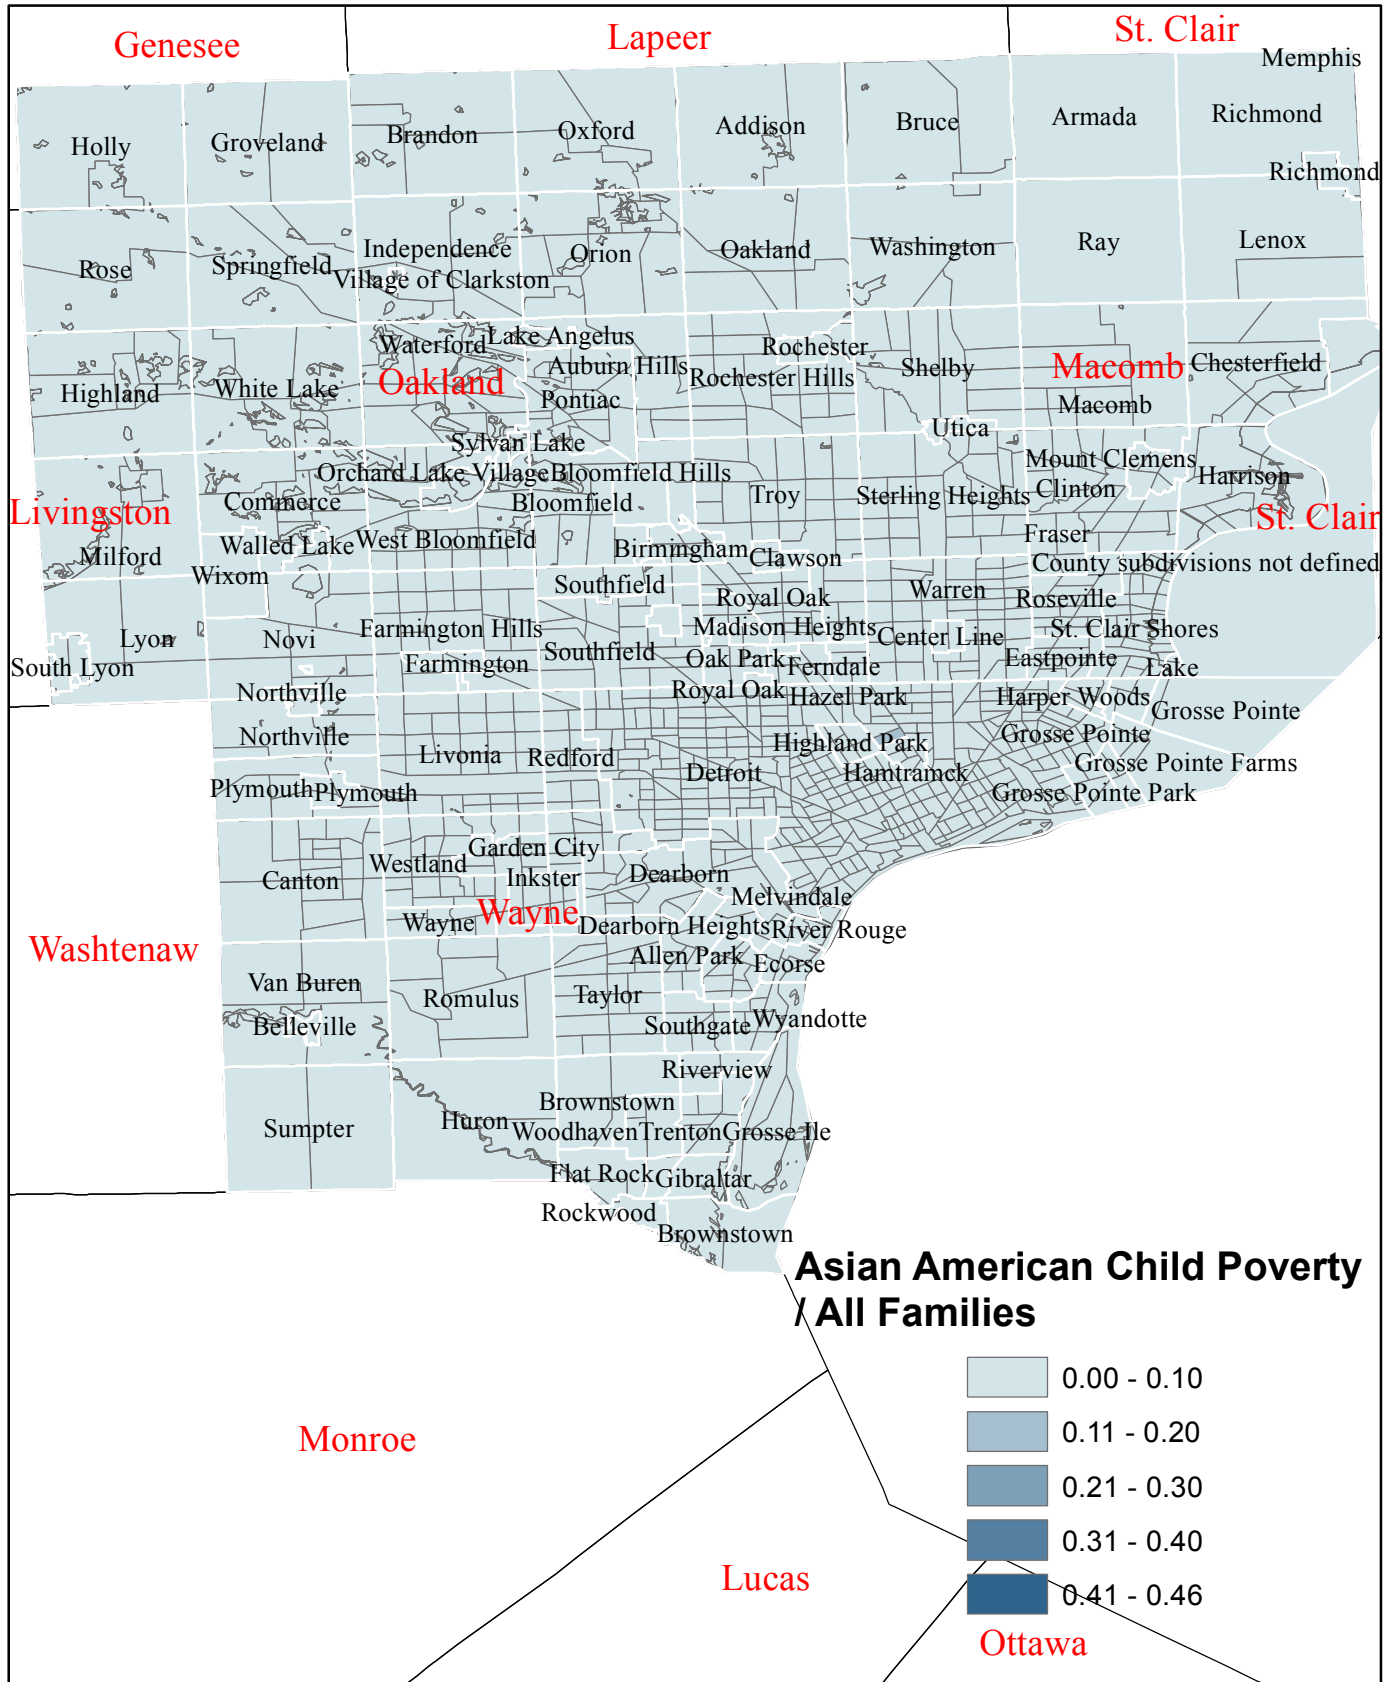 Genesee
Lapeer
St. Clair
Memphis
Holly
Groveland
Brandon
Oxford
Addison
Bruce
Armada
Richmond
Richmond
Rose
Springfield
Independence
Village of Clarkston
Orion
Oakland
Washington
Ray
Lenox
Waterford
Lake Angelus
Auburn Hills
Rochester
Rochester Hills
Shelby
Macomb
Chesterfield
Highland
White Lake
Oakland
Pontiac
Macomb
Utica
Sylvan Lake
Orchard Lake Village
Bloomfield Hills
Mount Clemens
Harrison
Livingston
Commerce
Bloomfield
Troy
Sterling Heights
Clinton
St. Clair
Milford
Walled Lake
West Bloomfield
Birmingham
Clawson
Fraser
County subdivisions not defined
Wixom
Southfield
Royal Oak
Warren
Roseville
Lyon
Novi
Farmington Hills
Madison Heights
Center Line
St. Clair Shores
South Lyon
Farmington
Southfield
Oak Park
Ferndale
Eastpointe
Lake
Northville
Royal Oak
Hazel Park
Harper Woods
Grosse Pointe
Northville
Livonia
Redford
Detroit
Highland Park
Hamtramck
Grosse Pointe
Grosse Pointe Farms
Plymouth
Plymouth
Grosse Pointe Park
Canton
Westland
Garden City
Inkster
Dearborn
Melvindale
Washtenaw
Wayne
Wayne
Dearborn Heights
River Rouge
Allen Park
Ecorse
Van Buren
Romulus
Taylor
Belleville
Southgate
Wyandotte
Riverview
Sumpter
Huron
Brownstown
Woodhaven
Trenton
Grosse Ile
Flat Rock
Gibraltar
Rockwood
Brownstown
Asian American Child Poverty
/ All Families
0.00 - 0.10
0.11 - 0.20
0.21 - 0.30
0.31 - 0.40
0.41 - 0.46
Monroe
Lucas
Ottawa